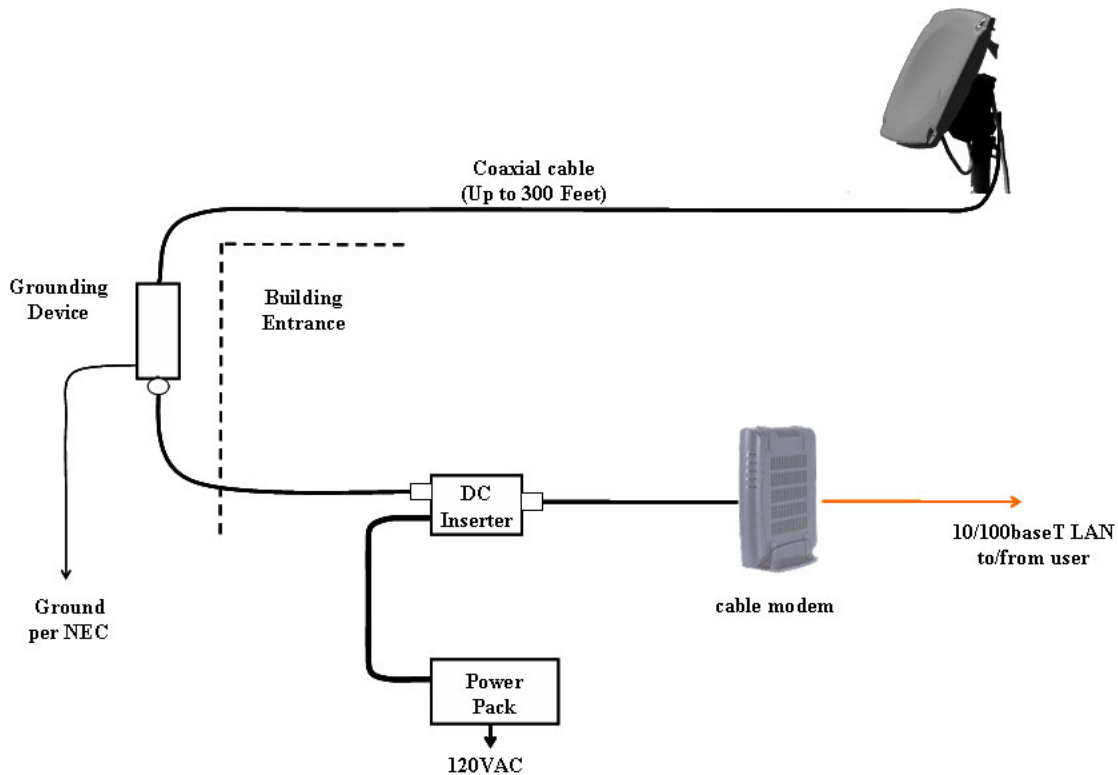 Coaxial cable
(Up to 300 Feet)
Grounding
Device
Building
Entrance
DC
Inserter
10/100baseT LAN
to/from user
cable modem
Ground
per NEC
Power
Pack
120VAC